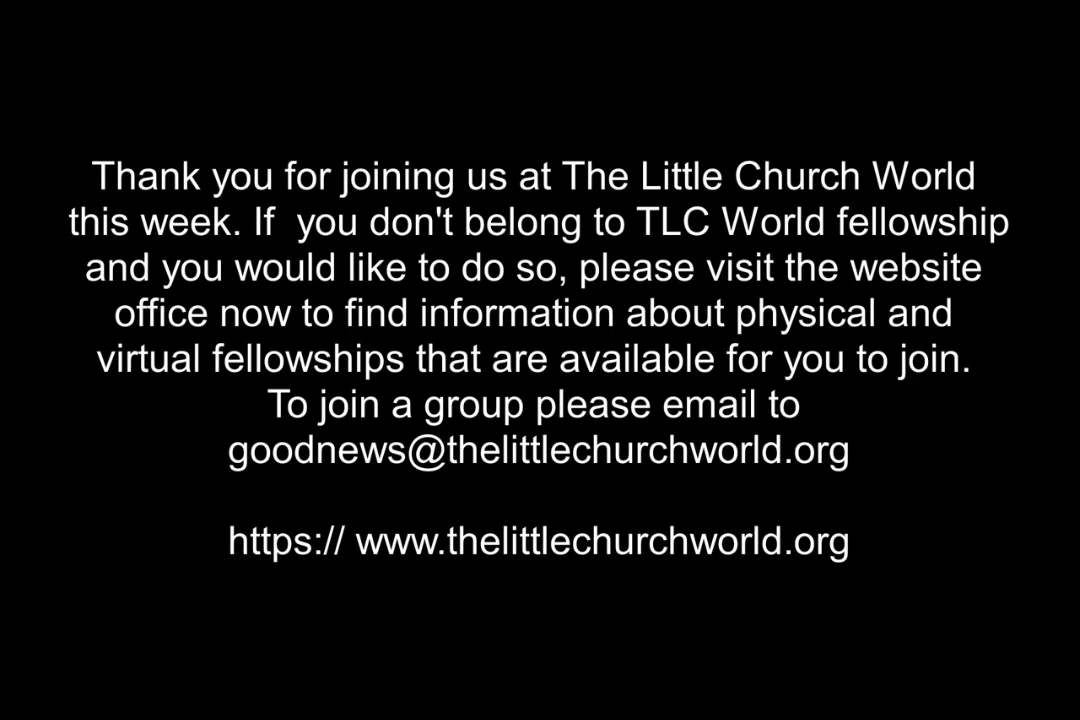 Thank you for joining us at The Little Church World
this week. If  you don't belong to TLC World fellowship
and you would like to do so, please visit the website
office now to find information about physical and
virtual fellowships that are available for you to join.
To join a group please email to
goodnews@thelittlechurchworld.org
https:// www.thelittlechurchworld.org